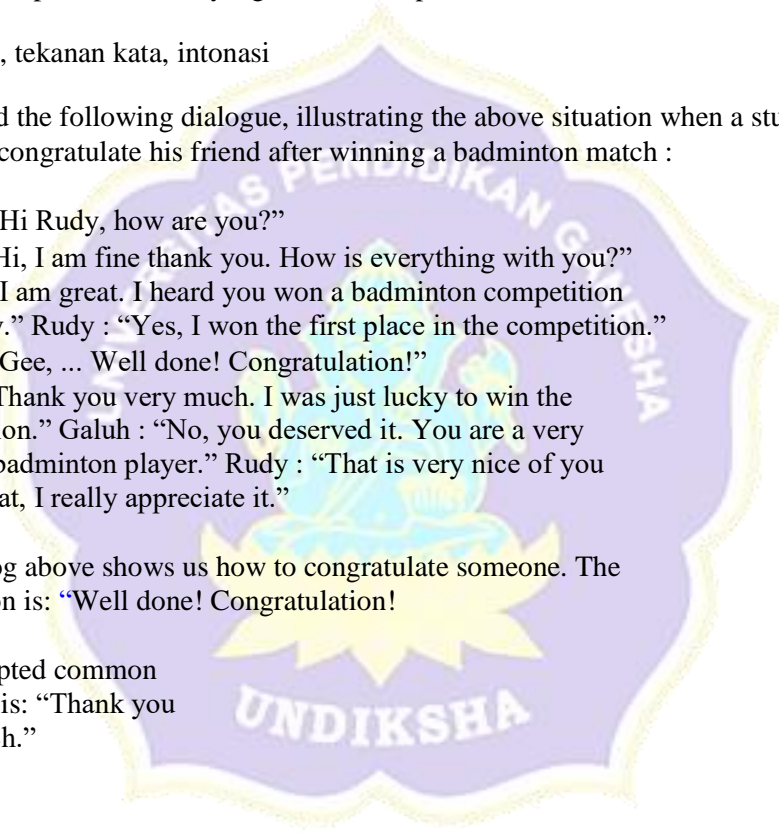 , tekanan kata, intonasi
the following dialogue, illustrating the above situation when a
congratulate his friend after winning a badminton match :
“Hi Rudy, how are you?”
Hi, I am fine thank you. How is everything with you?”
I am great. I heard you won a badminton competition
.” Rudy : “Yes, I won the first place in the competition.”
Gee, ... Well done! Congratulation!”
Thank you very much. I was just lucky to win the
Galuh : “No, you deserved it. You are a very
badminton player.” Rudy : “That is very nice of you
I really appreciate it.”
above shows us how to congratulate someone. The
is: “Well done! Congratulation!
common
is: “Thank you
UNIVERSITAS PENDIDIKAN GANESHA
UNDIKSHA